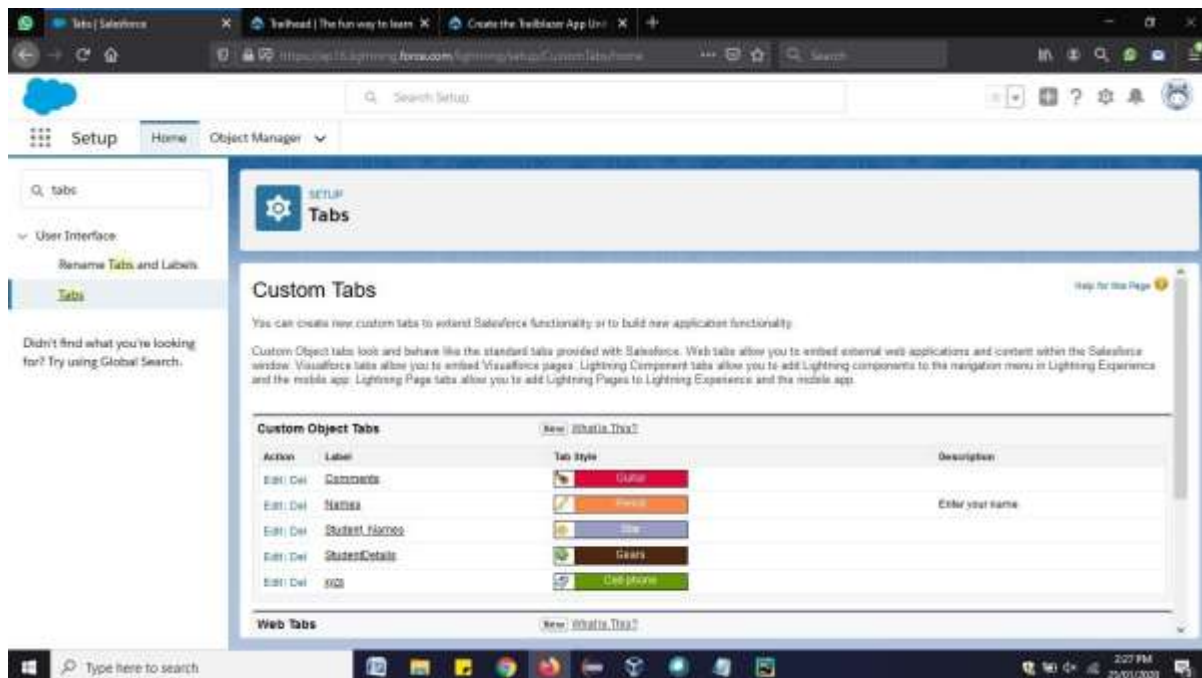 Tabs | Salesforce
Trailhead | The fun way to learn
Create the Trailblazer App Unit
force.com
Search
Search Setup
Setup
Home
Object Manager
tabs
User Interface
Rename Tabs and Labels
Tabs
Didn't find what you're looking
for? Try using Global Search.
SETUP
Tabs
Custom Tabs
Help for this Page
You can create new custom tabs to extend Salesforce functionality or to build new application functionality.
Custom Object tabs look and behave like the standard tabs provided with Salesforce. Web tabs allow you to embed external web applications and content within the Salesforce
window. Visualforce tabs allow you to embed Visualforce pages. Lightning Component tabs allow you to add Lightning components to the navigation menu in Lightning Experience
and the mobile app. Lightning Page tabs allow you to add Lightning Pages to Lightning Experience and the mobile app.
Custom Object Tabs New What Is This?
Action Label Tab Style Description
Edit | Del Comments Guitar
Edit | Del Names Pencil Enter your name
Edit | Del Student_Names Star
Edit | Del StudentDetails Gears
Edit | Del Cell phone
Web Tabs New What Is This?
Type here to search
2:27 PM
25/01/2020